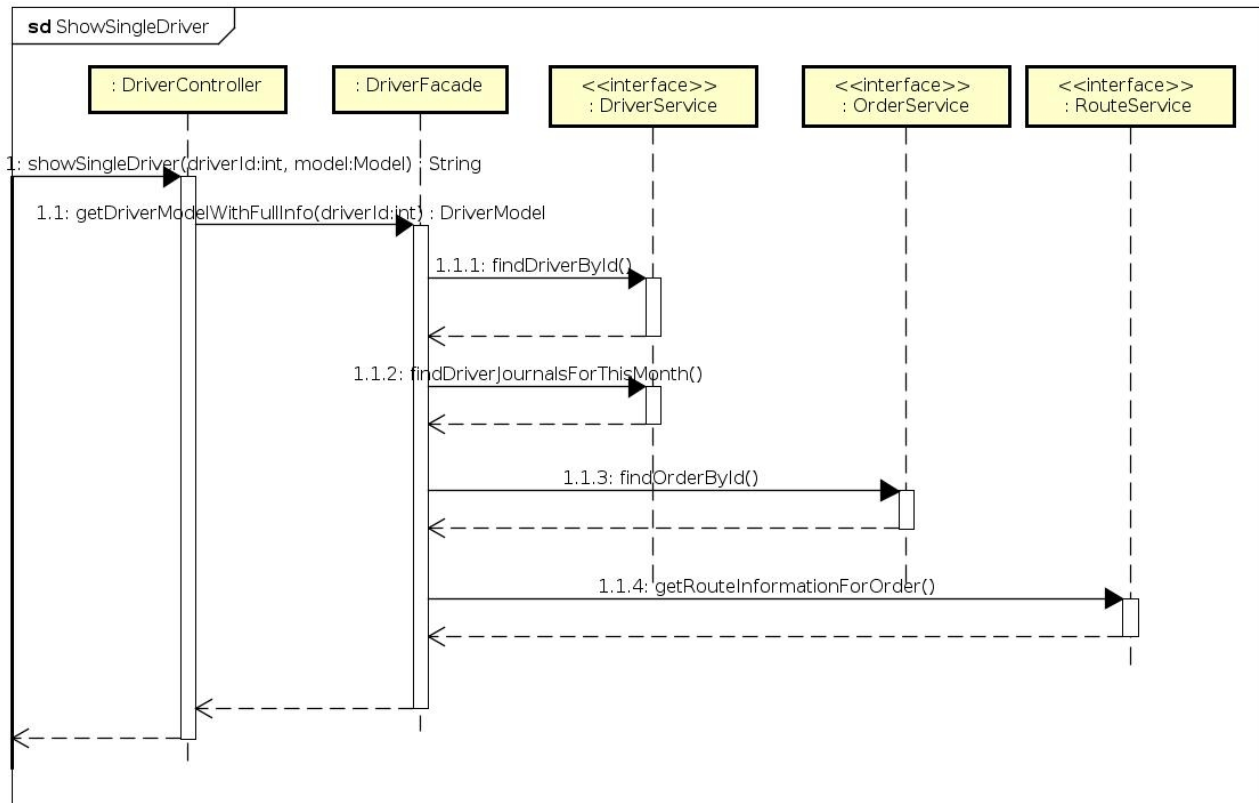 sd ShowSingleDriver
: DriverController
: DriverFacade
<<interface>>
: DriverService
<<interface>>
: OrderService
<<interface>>
: RouteService
1: showSingleDriver(driverId:int, model:Model) : String
1.1: getDriverModelWithFullInfo(driverId:int) : DriverModel
1.1.1: findDriverById()
1.1.2: findDriverJournalsForThisMonth()
1.1.3: findOrderById()
1.1.4: getRouteInformationForOrder()